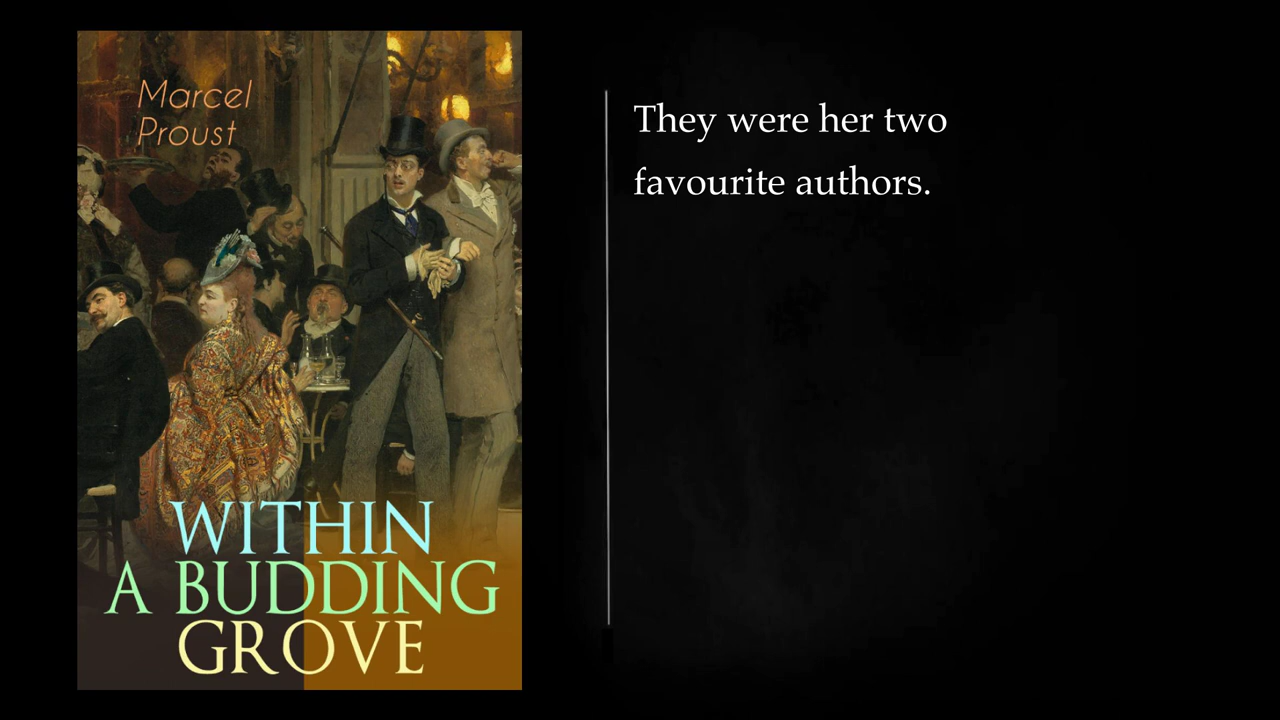 Marcel
Proust
WITHIN
A BUDDING
GROVE
They were her two
favourite authors.